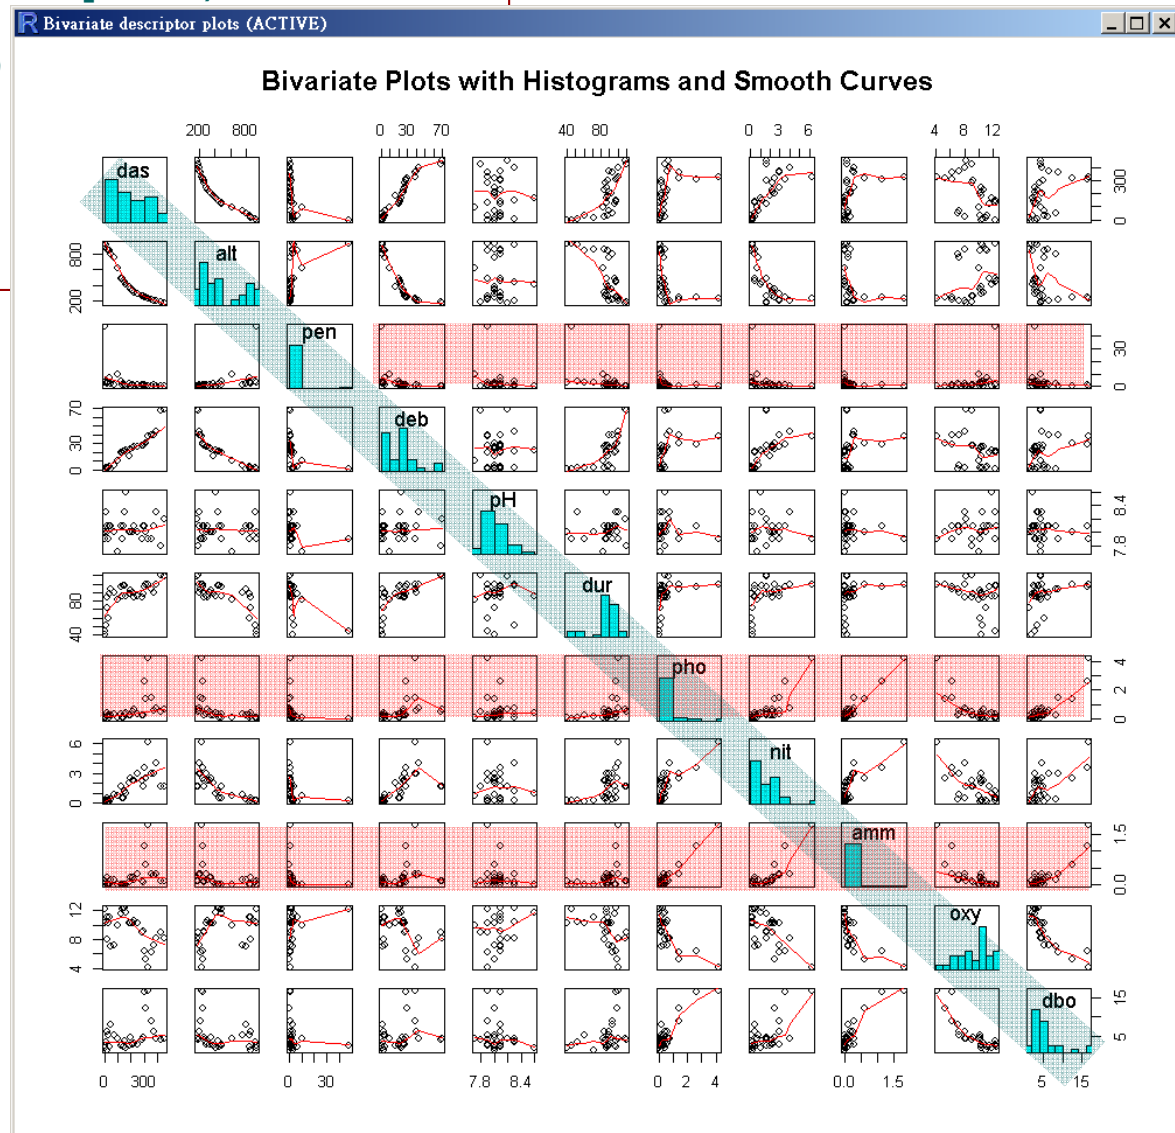 Bivariate descriptor plots (ACTIVE)
Bivariate Plots with Histograms and Smooth Curves
200 800 0 30 70 40 80 0 3 6 4 8 12
das
0 300
alt
200 800
pen
0 30
deb
0 30 70
pH
7.8 8.4
dur
40 80
pho
0 2 4
nit
0 3 6
amm
0.0 1.5
oxy
4 8 12
dbo
5 15
0 300 0 30 7.8 8.4 0 2 4 0.0 1.5 5 15